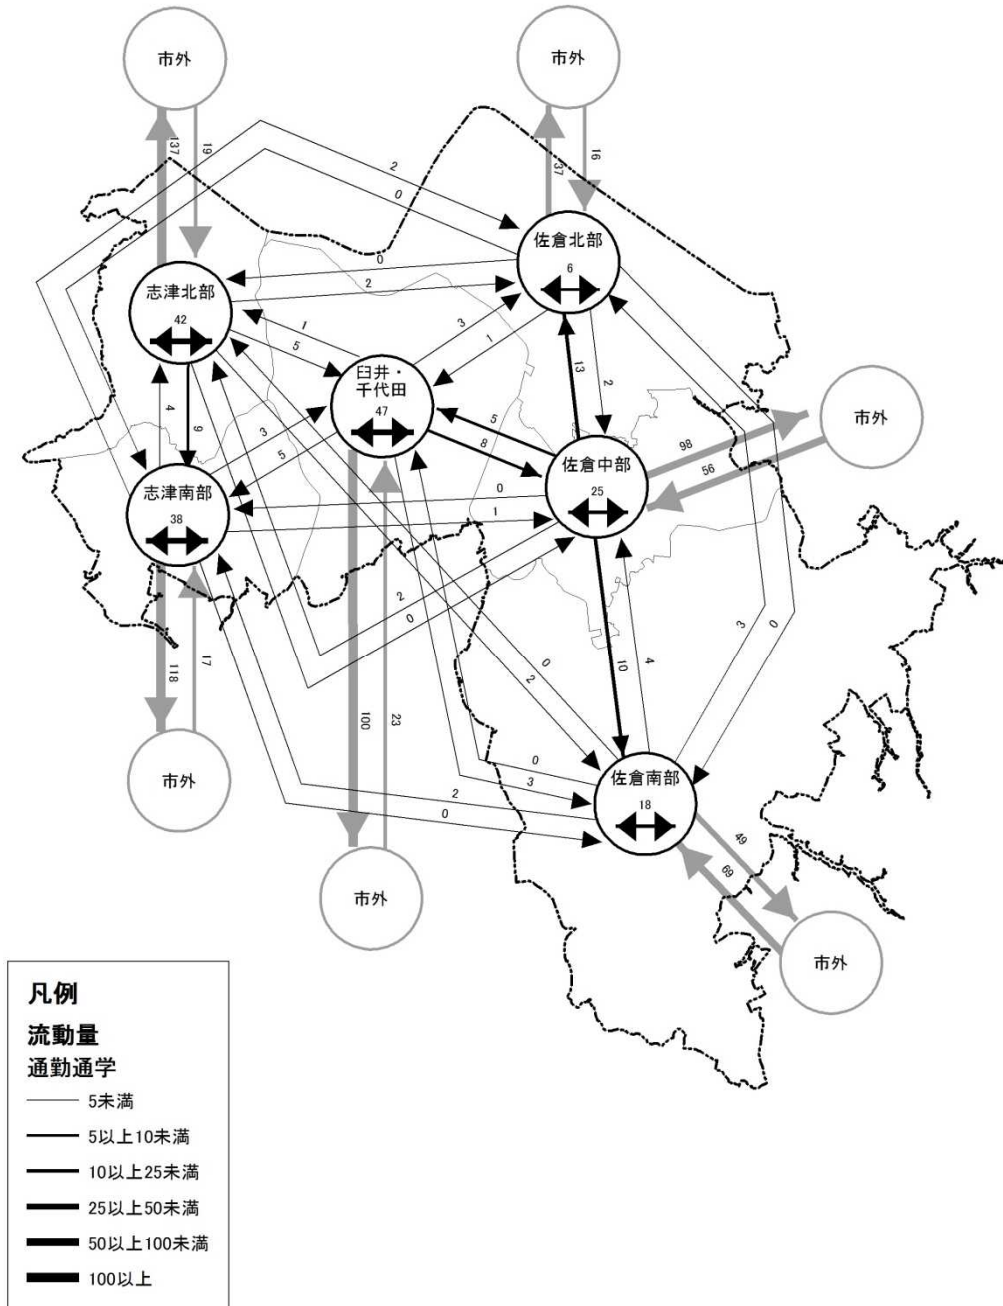 市外
市外
137
19
37
16
2
0
佐倉北部
6
志津北部
42
0
2
1
5
3
1
臼井・
千代田
47
13
2
市外
98
56
4
9
3
5
5
8
佐倉中部
25
志津南部
38
0
1
2
0
118
17
100
23
0
2
10
4
3
0
市外
0
3
佐倉南部
18
2
0
49
69
市外
市外
凡例
流動量
通勤通学
5未満
5以上10未満
10以上25未満
25以上50未満
50以上100未満
100以上